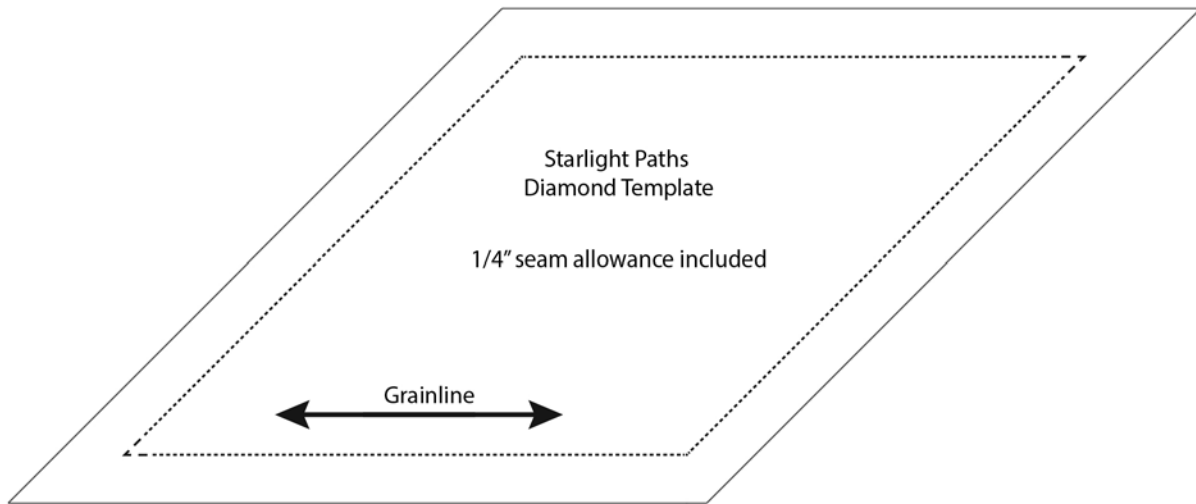 Starlight Paths
Diamond Template
1/4” seam allowance included
Grainline